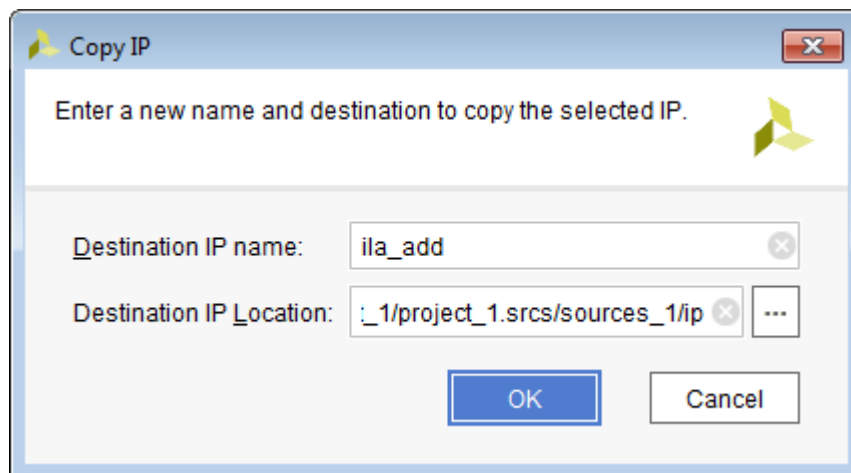 Copy IP
Enter a new name and destination to copy the selected IP.
Destination IP name: ila_add
Destination IP Location: :_1/project_1.srcs/sources_1/ip ...
OK Cancel